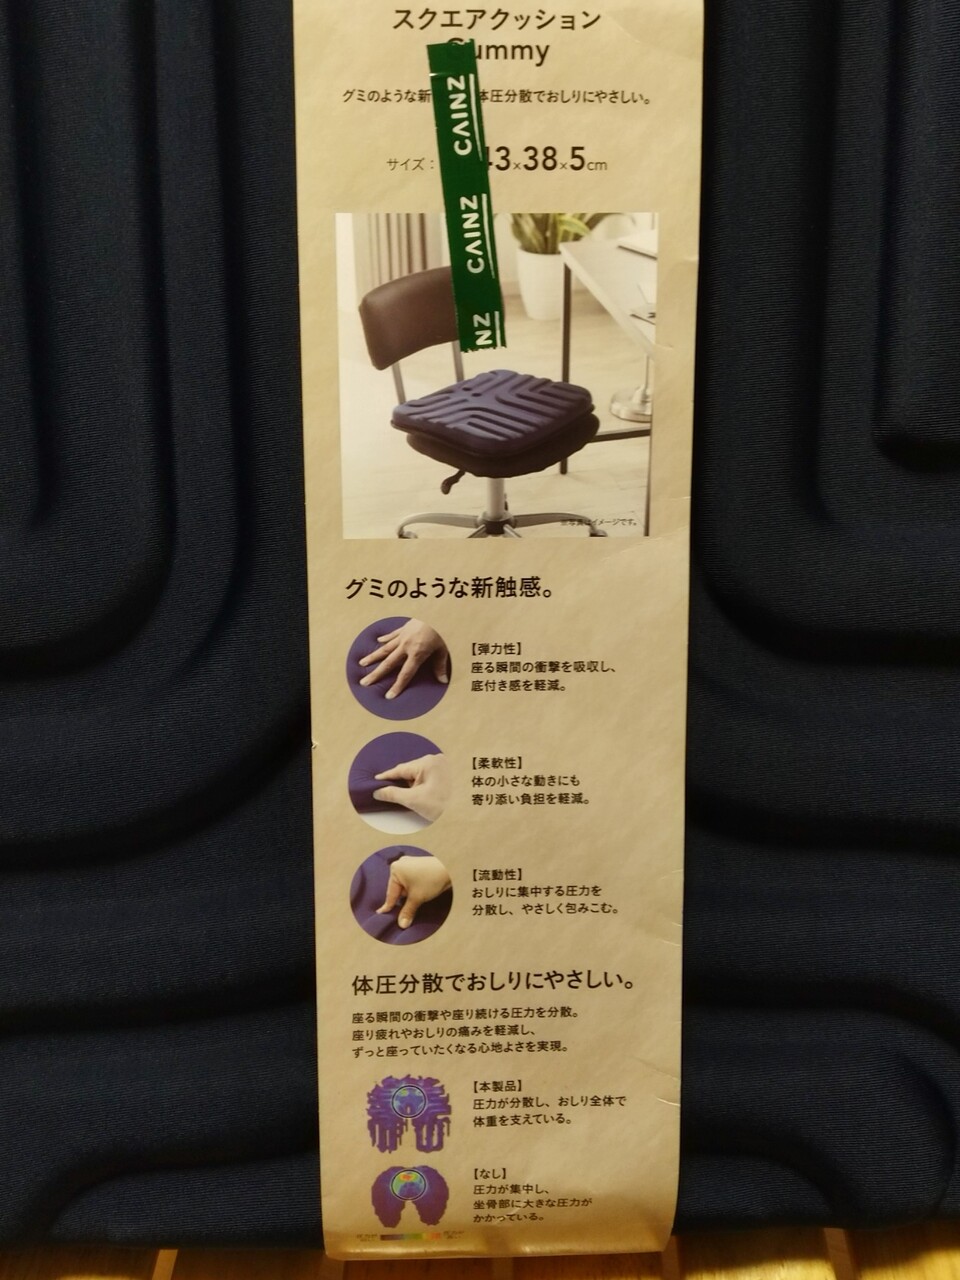 スクエアクッション
ummy
グミのような新 体圧分散でおしりにやさしい。
サイズ： 43×38×5cm
CAINZ
CAINZ
NZ
※写真はイメージです。
グミのような新触感。
【弾力性】
座る瞬間の衝撃を吸収し、
底付き感を軽減。
【柔軟性】
体の小さな動きにも
寄り添い負担を軽減。
【流動性】
おしりに集中する圧力を
分散し、やさしく包みこむ。
体圧分散でおしりにやさしい。
座る瞬間の衝撃や座り続ける圧力を分散。
座り疲れやおしりの痛みを軽減し、
ずっと座っていたくなる心地よさを実現。
【本製品】
圧力が分散し、おしり全体で
体重を支えている。
【なし】
圧力が集中し、
坐骨部に大きな圧力が
かかっている。